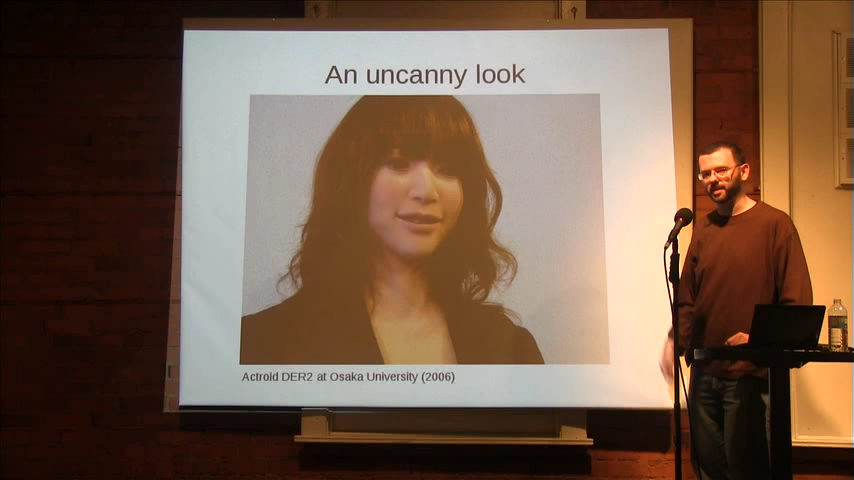 An uncanny look
Actroid DER2 at Osaka University (2006)